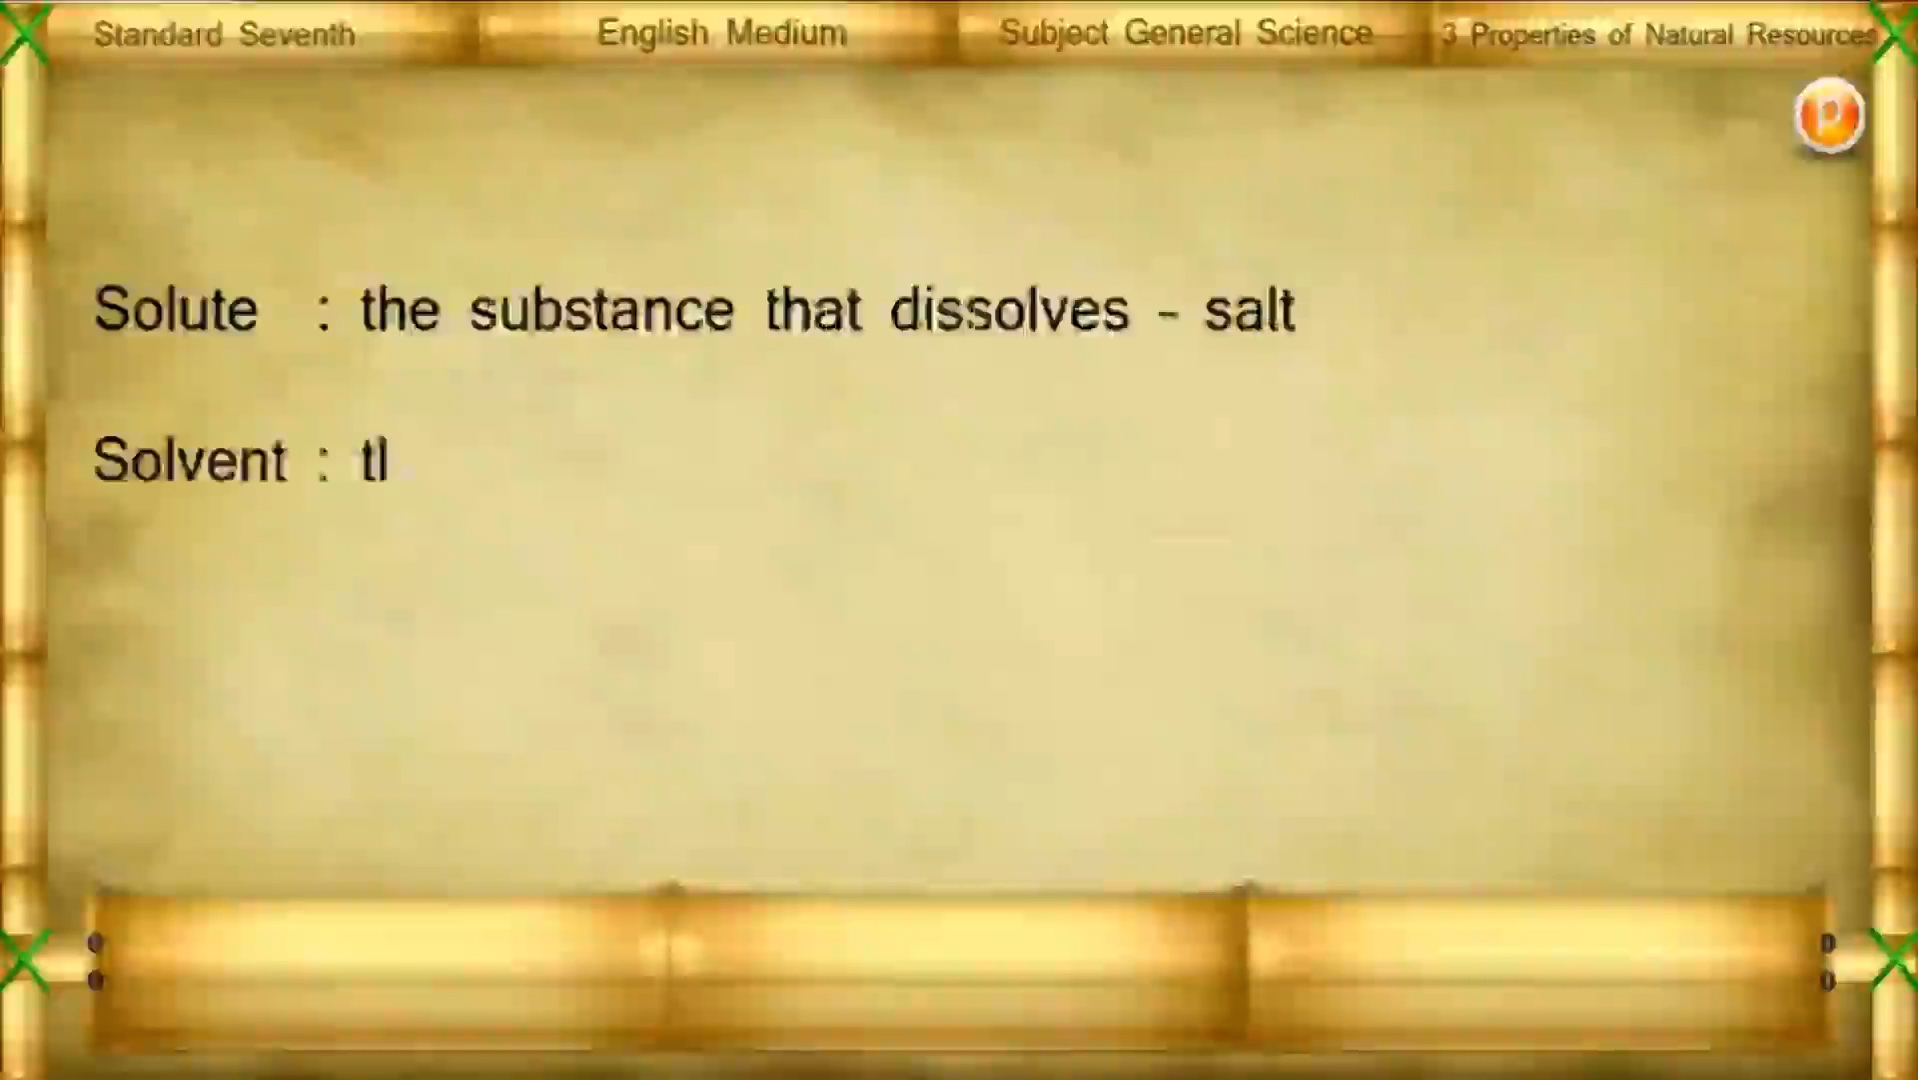 Standard Seventh
English Medium
Subject General Science
3 Properties of Natural Resources
P
Solute : the substance that dissolves - salt
Solvent :